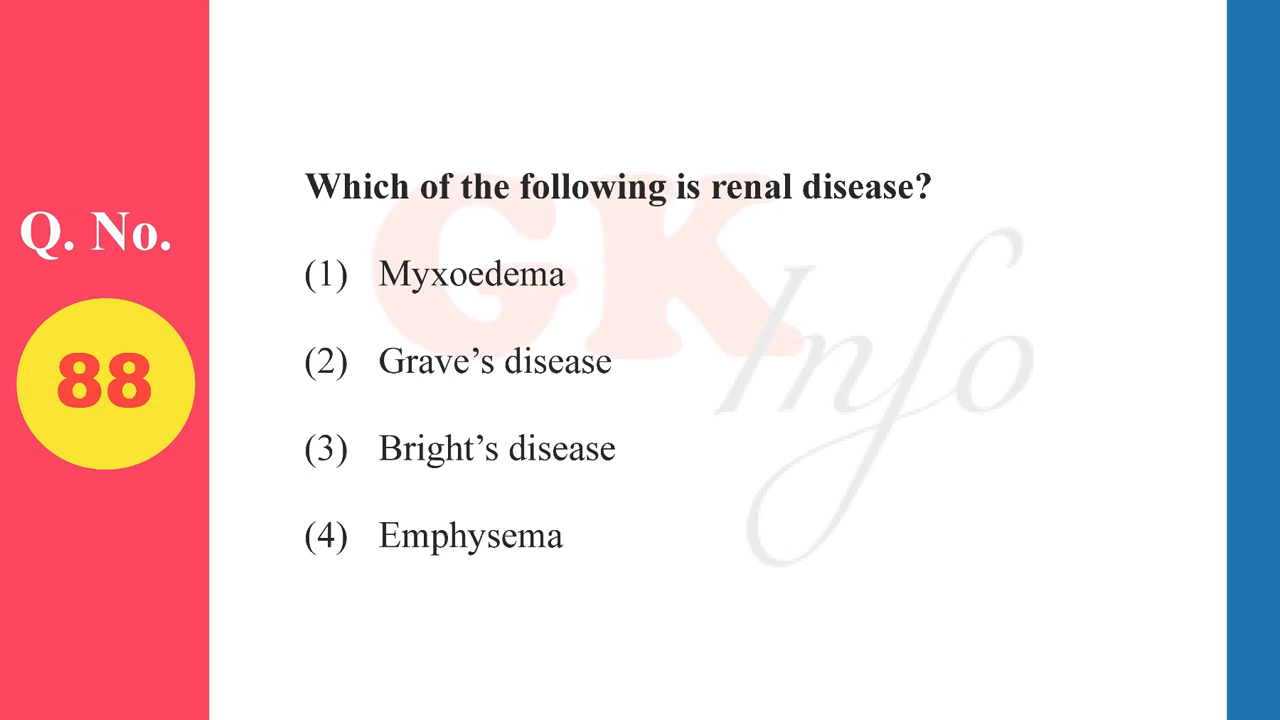 Q. No.
88
Which of the following is renal disease?
(1) Myxoedema
(2) Grave’s disease
(3) Bright’s disease
(4) Emphysema
GK
Info